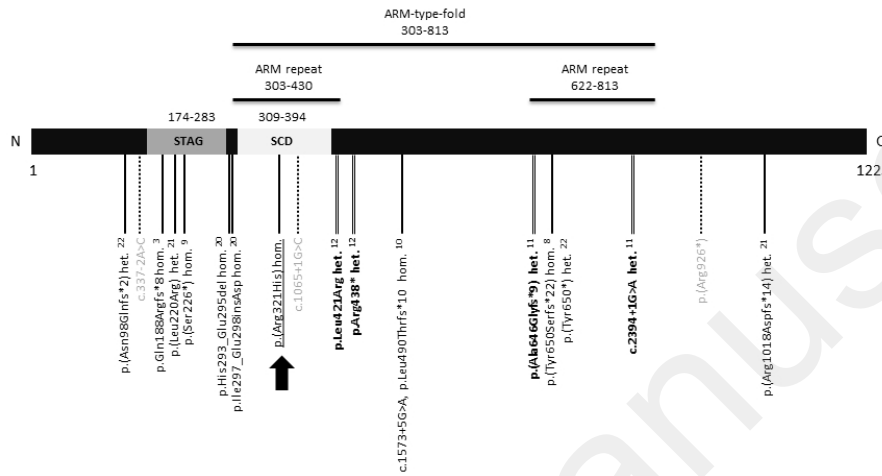 ARM-type-fold
303-813
ARM repeat
303-430
ARM repeat
622-813
174-283
309-394
N
STAG
SCD
C
1
122
p.(Asn98Glnfs*2) het. 22
c.337-2A>C
p.Gln188Argfs*8 hom. 3
p.(Leu220Arg) het. 21
p.(Ser226*) hom. 9
p.His293_Glu295del hom. 20
p.Ile297_Glu298insAsp hom. 20
p.(Arg321His) hom.
c.1065+1G>C
p.Leu421Arg het. 12
p.Arg438* het. 12
c.1573+5G>A, p.Leu490Thrfs*10 hom. 10
p.(Ala646Glyfs*9) het. 11
p.(Tyr650Serfs*22) hom. 8
p.(Tyr650*) het. 22
c.2394+1G>A het. 11
p.(Arg926*)
p.(Arg1018Aspfs*14) het. 21
anus